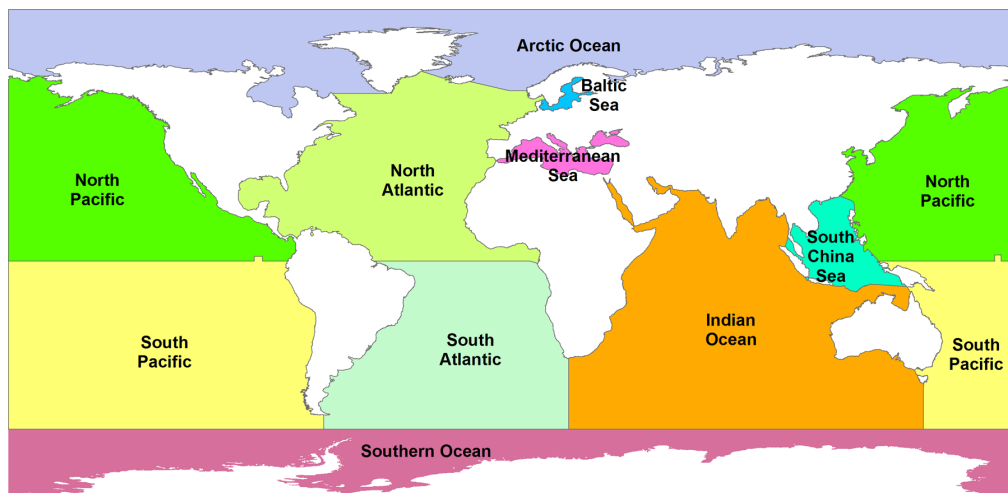 Arctic Ocean
Baltic
Sea
Mediterranean
Sea
North
Pacific
North
Atlantic
North
Pacific
South
China
Sea
South
Pacific
South
Atlantic
Indian
Ocean
South
Pacific
Southern Ocean